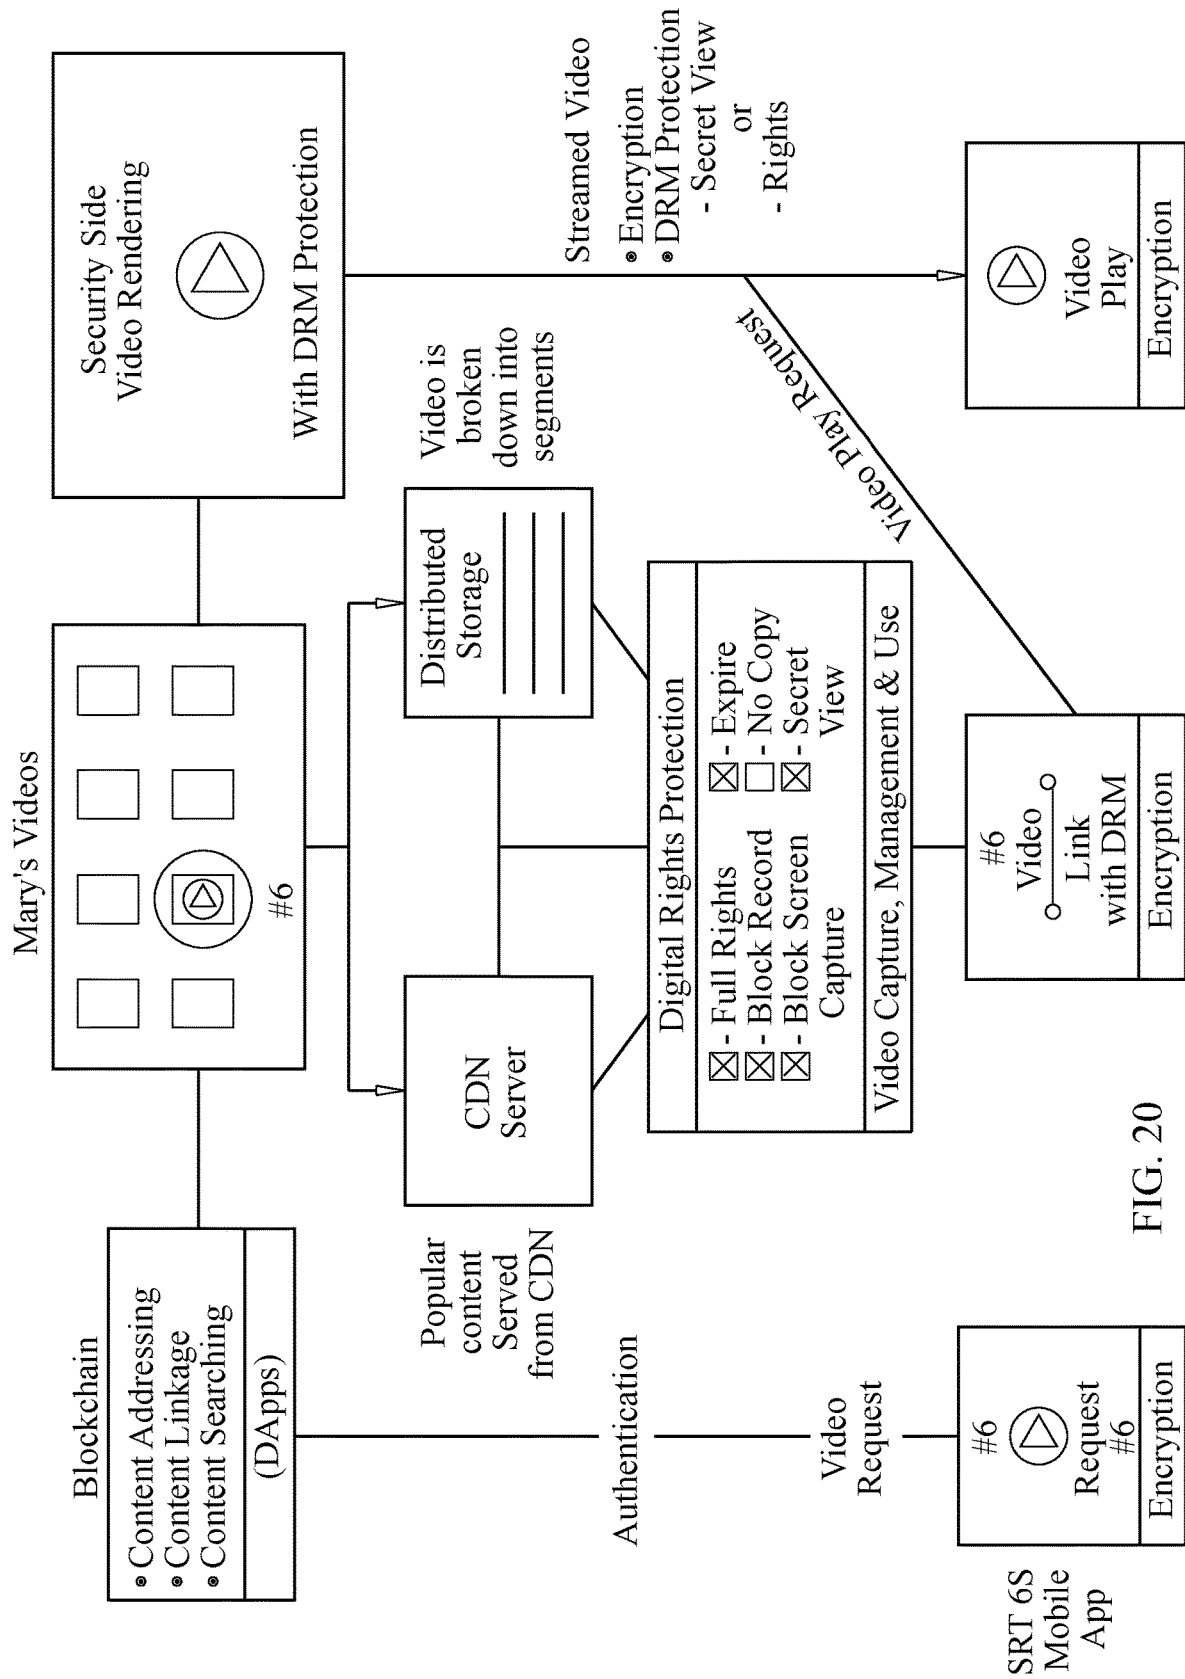 Blockchain
• Content Addressing
• Content Linkage
• Content Searching
(DApps)
Mary's Videos
#6
Security Side
Video Rendering
With DRM Protection
Popular
content
Served
from CDN
CDN
Server
Distributed
Storage
Video is
broken
down into
segments
Streamed Video
• Encryption
• DRM Protection
- Secret View
or
- Rights
Authentication
Video
Request
Digital Rights Protection
- Full Rights
- Block Record
- Block Screen
Capture
- Expire
- No Copy
- Secret
View
Video Capture, Management & Use
Video Play Request
SRT 6S
Mobile
App
#6
Request
#6
Encryption
#6
Video
Link
with DRM
Encryption
Video
Play
Encryption
FIG. 20